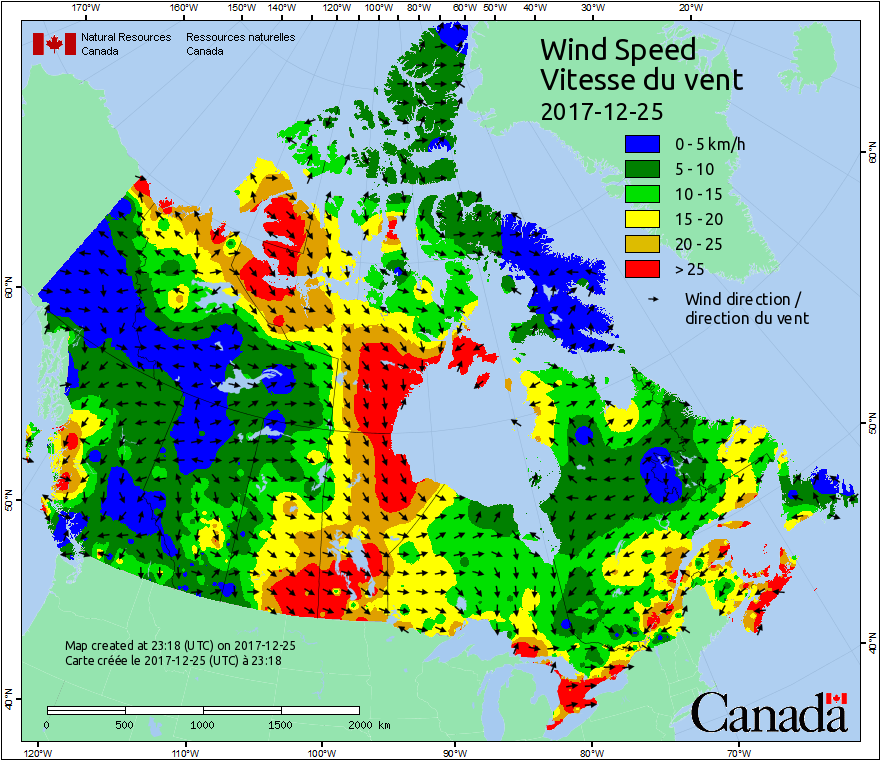 170°W 160°W 150°W 140°W 130°W 120°W 110°W 100°W 90°W 80°W 70°W 60°W 50°W 40°W 30°W 20°W
Natural Resources Ressources naturelles
Canada Canada
Wind Speed
Vitesse du vent
2017-12-25
0 - 5 km/h
5 - 10
10 - 15
15 - 20
20 - 25
> 25
Wind direction /
direction du vent
60°N 60°N
50°N 50°N
40°N 40°N
Map created at 23:18 (UTC) on 2017-12-25
Carte créée le 2017-12-25 (UTC) à 23:18
0 500 1000 1500 2000 km
Canada
120°W 110°W 100°W 90°W 80°W 70°W